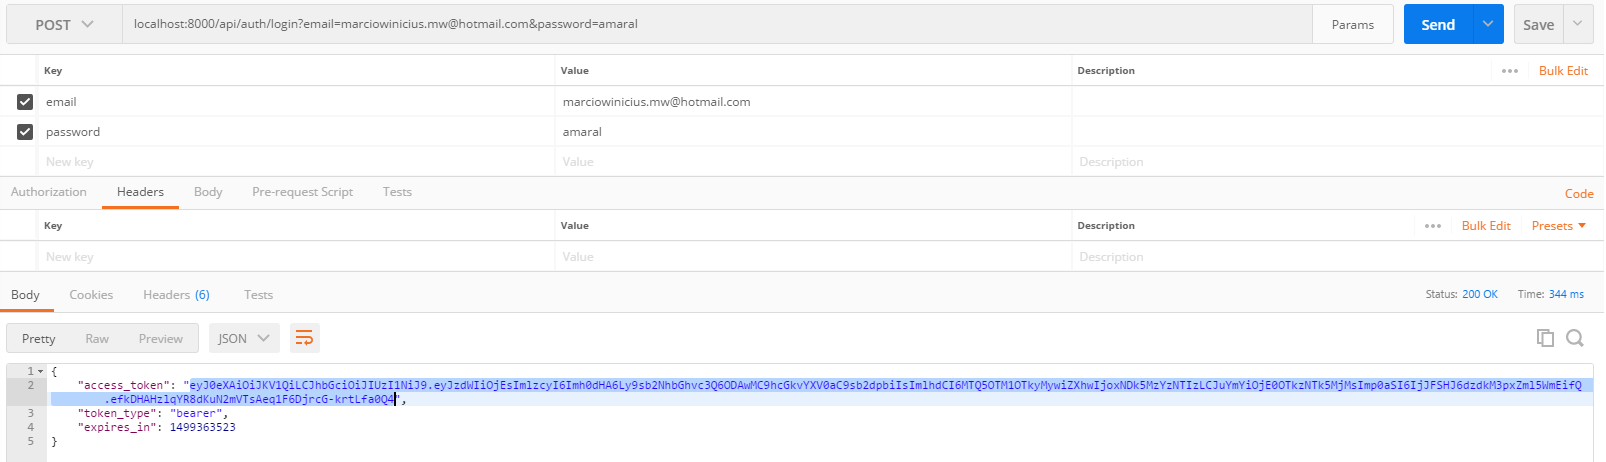 POST localhost:8000/api/auth/login?email=marciowinicius.mw@hotmail.com&password=amaral Params Send Save
Key Value Description Bulk Edit
email marciowinicius.mw@hotmail.com
password amaral
New key Value Description
Authorization Headers Body Pre-request Script Tests Code
Key Value Description Bulk Edit Presets
New key Value Description
Body Cookies Headers (6) Tests Status: 200 OK Time: 344 ms
Pretty Raw Preview JSON
1 {
2 "access_token": "eyJ0eXAiOiJKV1QiLCJhbGciOiJIUzI1NiJ9.eyJzdWIiOjEsImlzcyI6Imh0dHA6Ly9sb2NhbGhvc3Q6ODAwMC9hcGkvYXV0aC9sb2dpbiIsImlhdCI6MTQ5OTM1OTkyMywiZXhwIjoxNDk5MzYzNTIzLCJuYmYiOjE0OTkzNTk5MjMsImp0aSI6IjJFSHJ6dzdkM3pxZml5WmEifQ
.efkDHAHzlqYR8dKuN2mVTsAeq1F6DjrcG-krtLfa0Q4",
3 "token_type": "bearer",
4 "expires_in": 1499363523
5 }